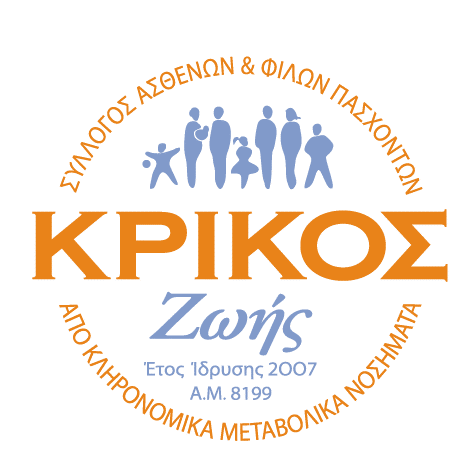 ΣΥΛΛΟΓΟΣ ΑΣΘΕΝΩΝ & ΦΙΛΩΝ ΠΑΣΧΟΝΤΩΝ
ΚΡΙΚΟΣ
Ζωής
Έτος Ίδρυσης 2007
Α.Μ. 8199
ΑΠΟ ΚΛΗΡΟΝΟΜΙΚΑ ΜΕΤΑΒΟΛΙΚΑ ΝΟΣΗΜΑΤΑ